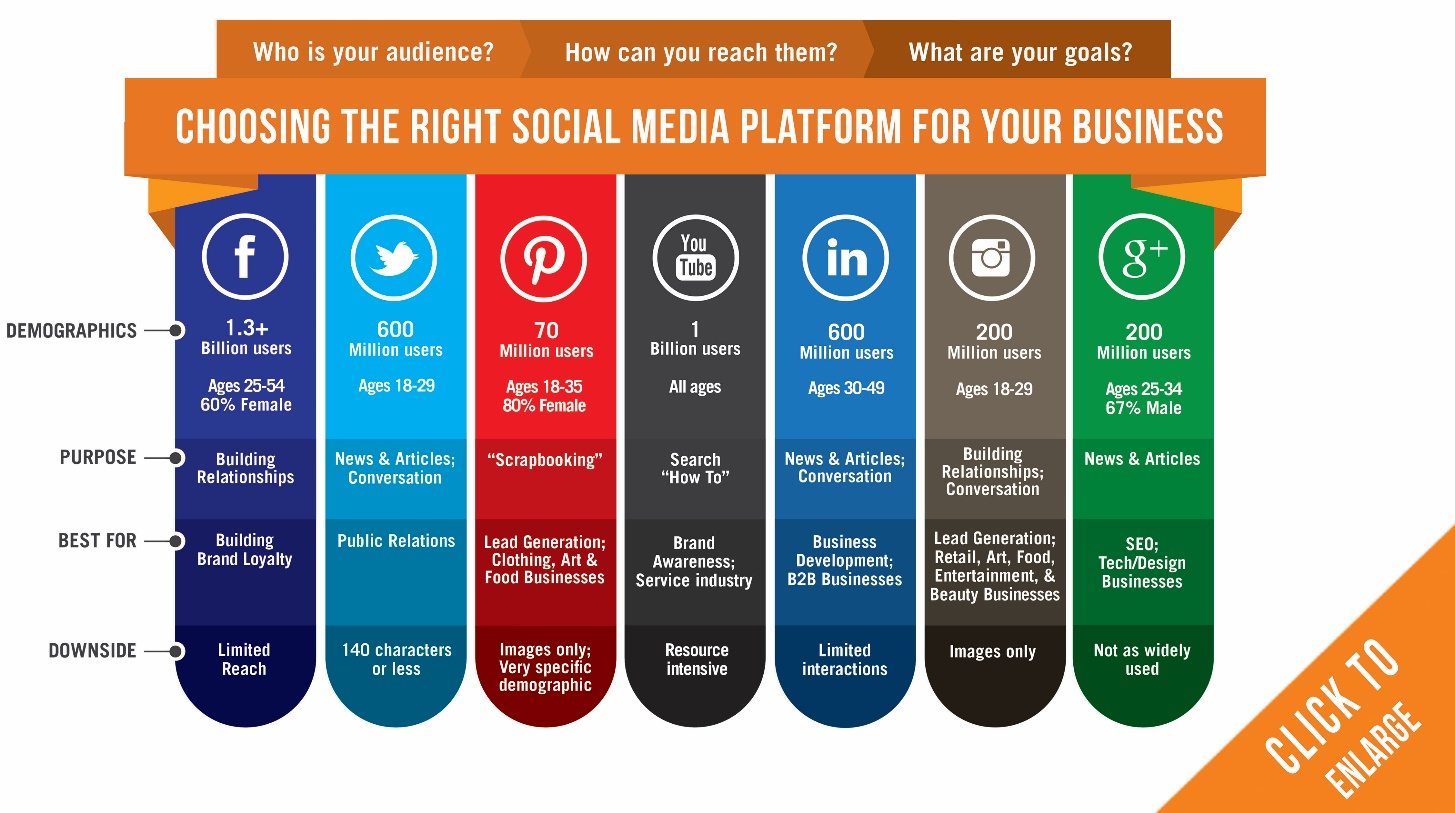 Who is your audience?
How can you reach them?
What are your goals?
CHOOSING THE RIGHT SOCIAL MEDIA PLATFORM FOR YOUR BUSINESS
f
You
Tube
in
g+
DEMOGRAPHICS
1.3+
Billion users
Ages 25-54
60% Female
600
Million users
Ages 18-29
70
Million users
Ages 18-35
80% Female
1
Billion users
All ages
600
Million users
Ages 30-49
200
Million users
Ages 18-29
200
Million users
Ages 25-34
67% Male
PURPOSE
Building
Relationships
News & Articles;
Conversation
“Scrapbooking”
Search
“How To”
News & Articles;
Conversation
Building
Relationships;
Conversation
News & Articles
BEST FOR
Building
Brand Loyalty
Public Relations
Lead Generation;
Clothing, Art &
Food Businesses
Brand
Awareness;
Service industry
Business
Development;
B2B Businesses
Lead Generation;
Retail, Art, Food,
Entertainment, &
Beauty Businesses
SEO;
Tech/Design
Businesses
DOWNSIDE
Limited
Reach
140 characters
or less
Images only;
Very specific
demographic
Resource
intensive
Limited
interactions
Images only
Not as widely
used
CLICK TO
ENLARGE